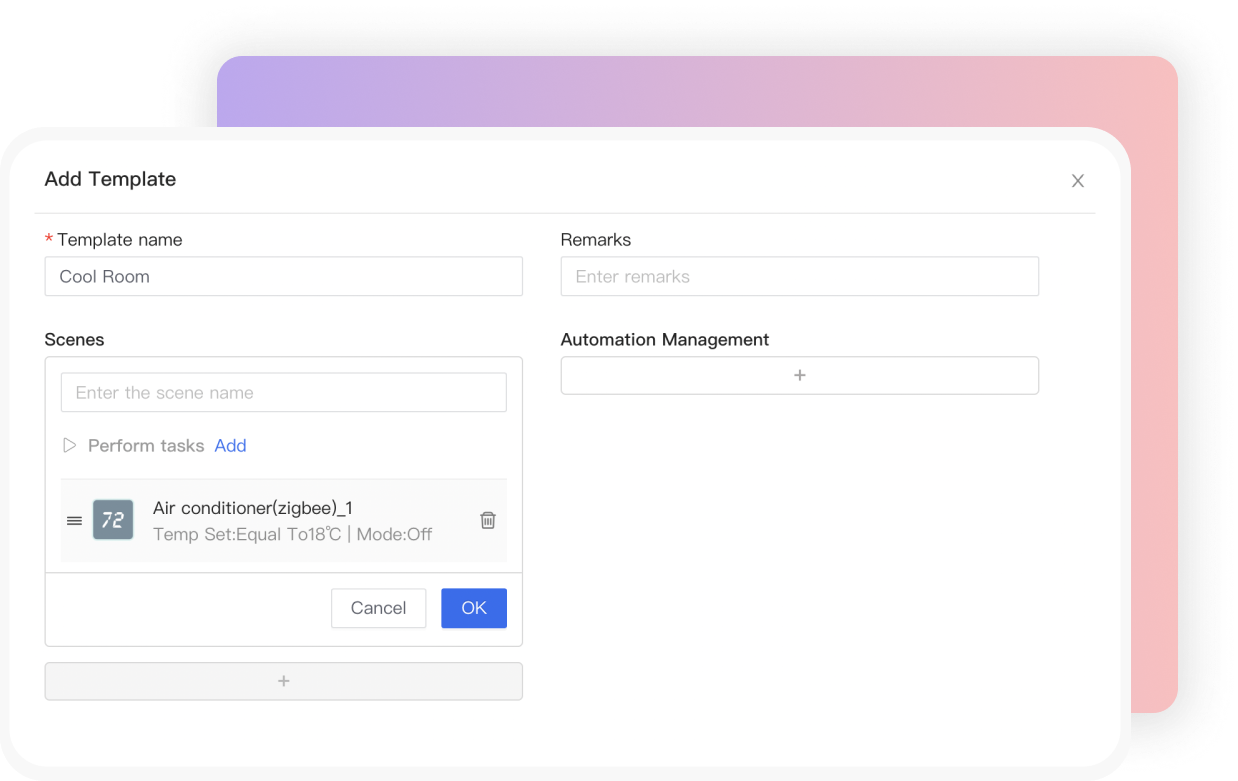 Add Template
* Template name
Cool Room
Remarks
Enter remarks
Scenes
Enter the scene name
Perform tasks Add
72
Air conditioner(zigbee)_1
Temp Set:Equal To18℃ | Mode:Off
Cancel
OK
+
Automation Management
+